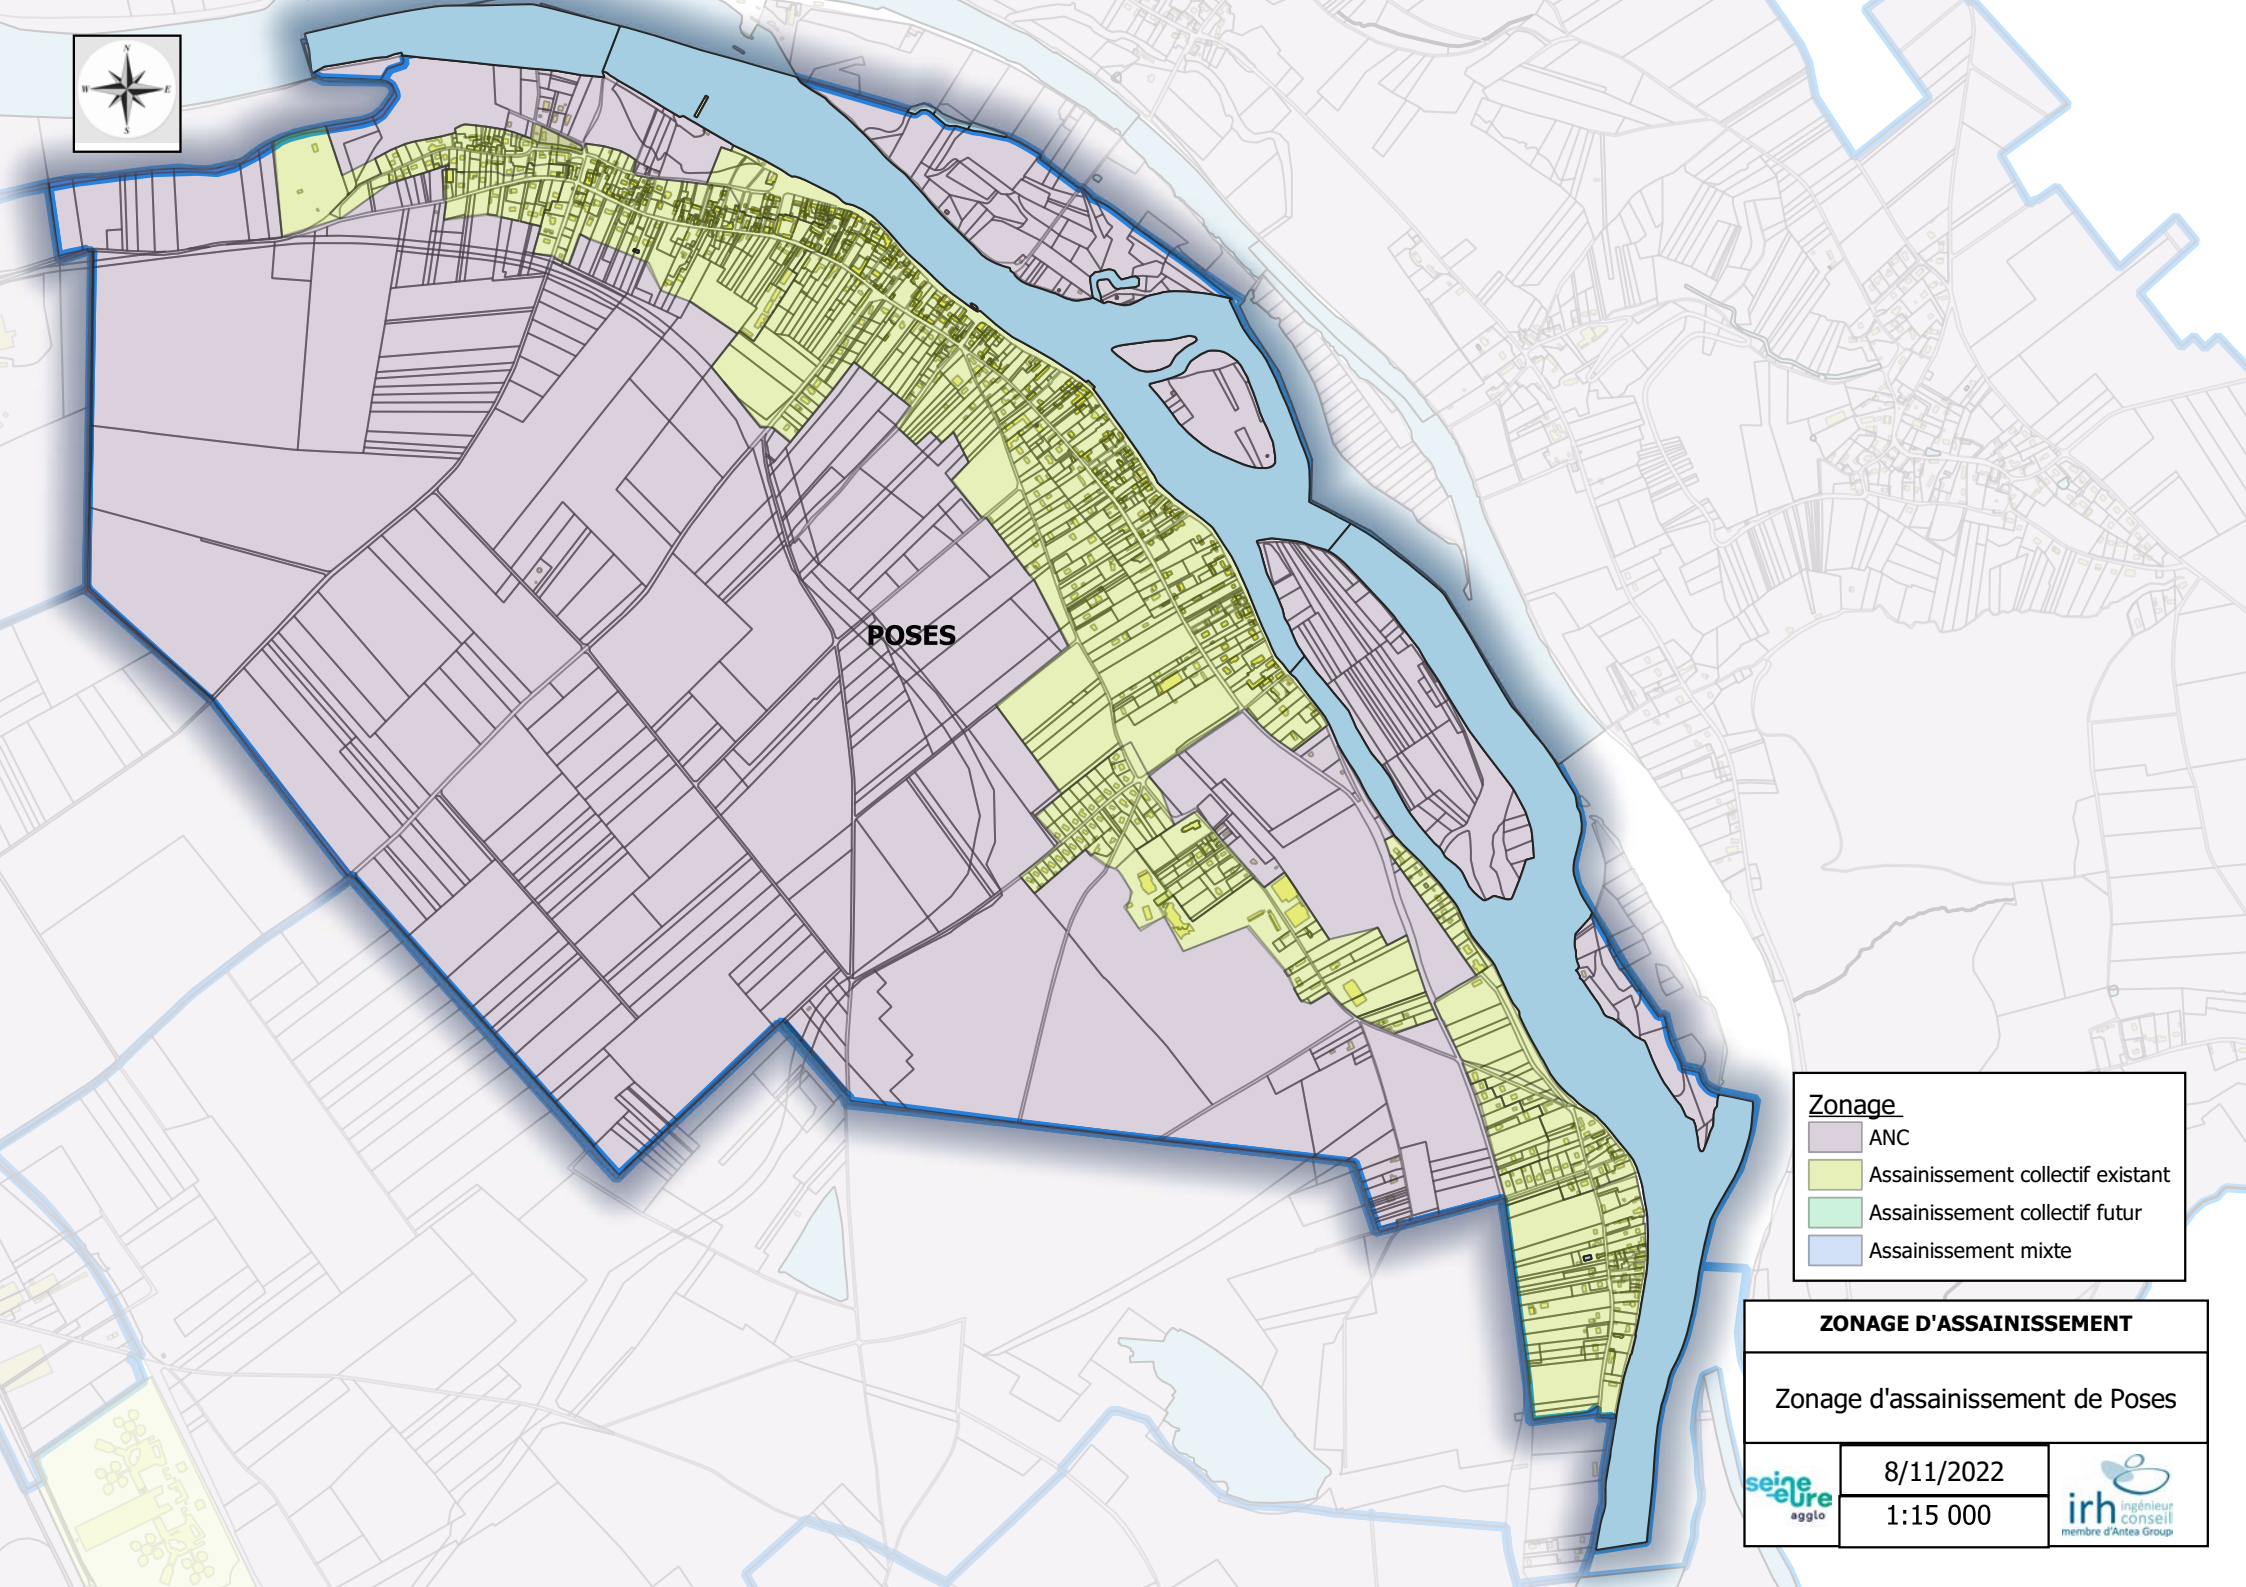 N
W E
S
POSES
Zonage
ANC
Assainissement collectif existant
Assainissement collectif futur
Assainissement mixte
ZONAGE D'ASSAINISSEMENT
Zonage d'assainissement de Poses
seine
eure
agglo
8/11/2022
1:15 000
irh ingénieur
conseil
membre d'Antea Group